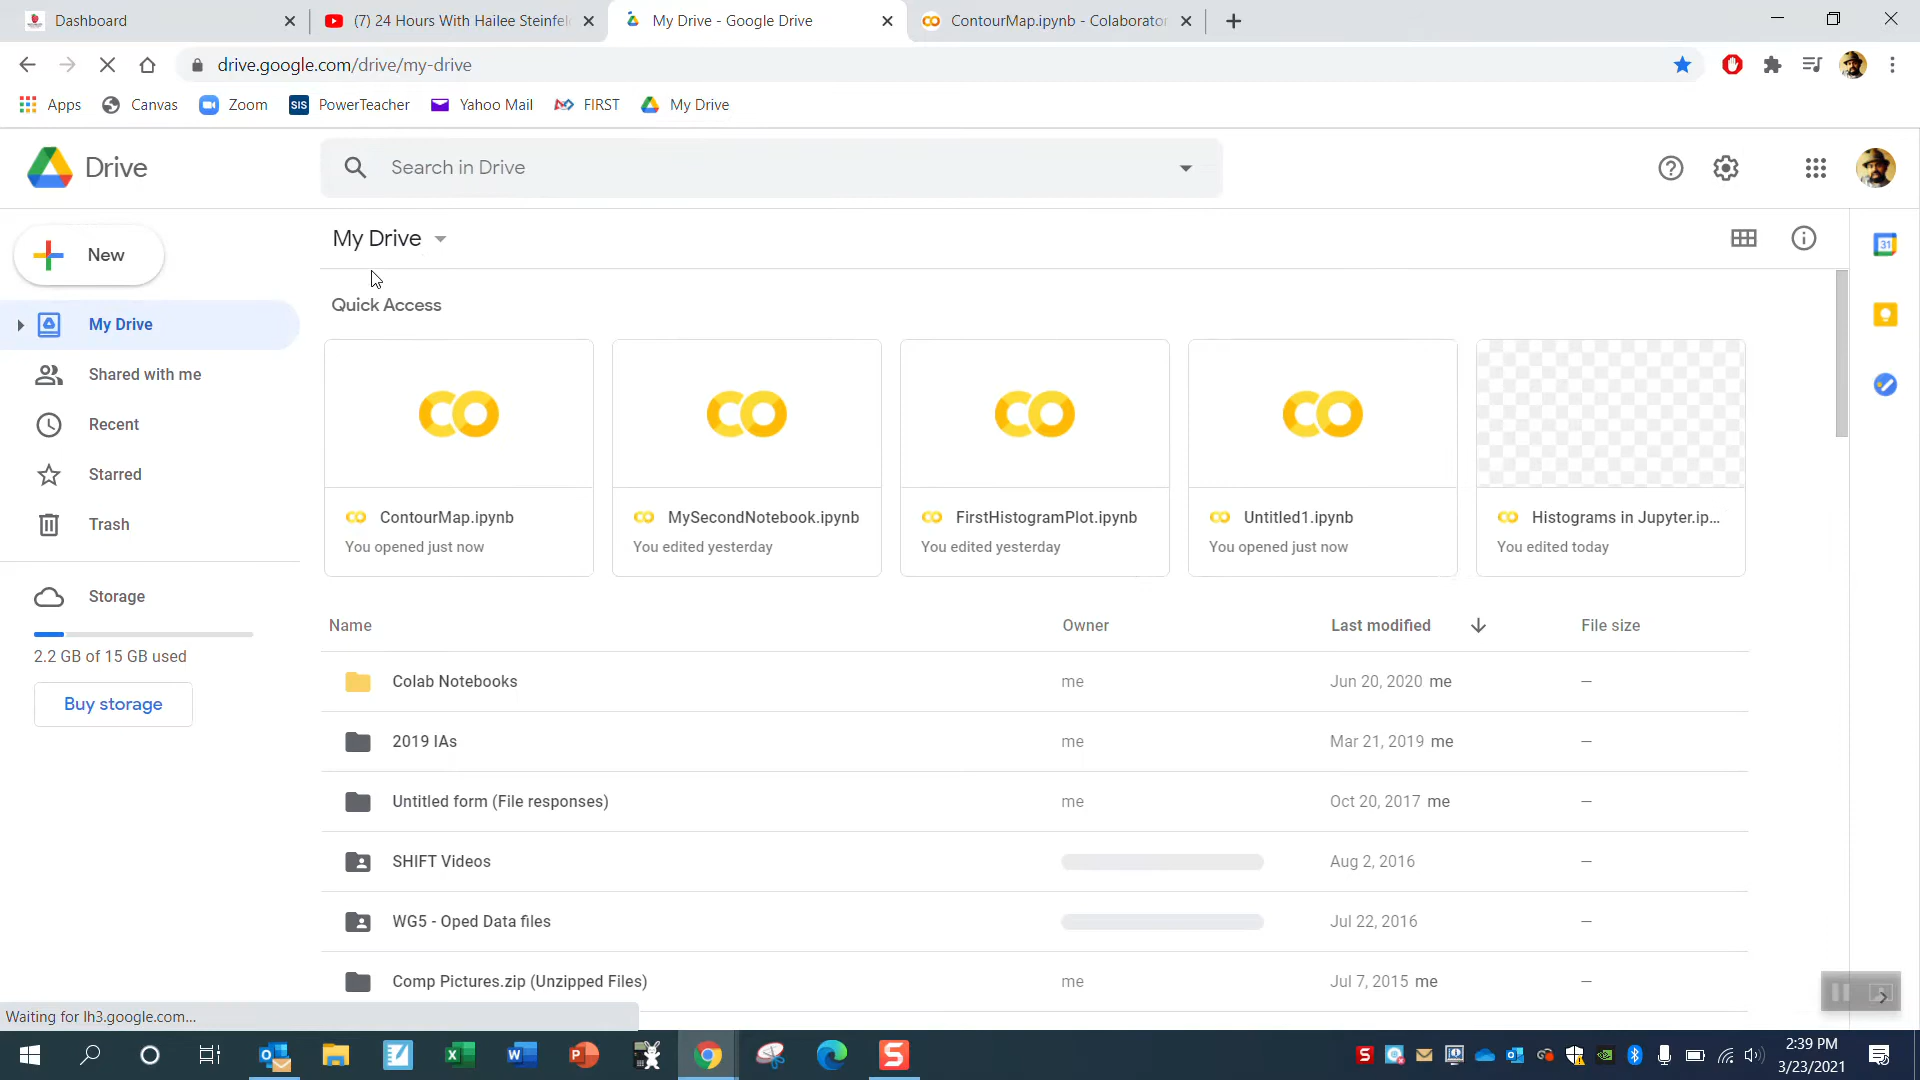 Dashboard
(7) 24 Hours With Hailee Steinfel
My Drive - Google Drive
ContourMap.ipynb - Colaborator
drive.google.com/drive/my-drive
Apps
Canvas
Zoom
SIS PowerTeacher
Yahoo Mail
FIRST
My Drive
Drive
Search in Drive
New
My Drive
Quick Access
31
My Drive
Shared with me
Recent
Starred
Trash
Storage
2.2 GB of 15 GB used
Buy storage
ContourMap.ipynb
You opened just now
MySecondNotebook.ipynb
You edited yesterday
FirstHistogramPlot.ipynb
You edited yesterday
Untitled1.ipynb
You opened just now
Histograms in Jupyter.ip...
You edited today
Name Owner Last modified File size
Colab Notebooks me Jun 20, 2020 me —
2019 IAs me Mar 21, 2019 me —
Untitled form (File responses) me Oct 20, 2017 me —
SHIFT Videos Aug 2, 2016 —
WG5 - Oped Data files Jul 22, 2016 —
Comp Pictures.zip (Unzipped Files) me Jul 7, 2015 me —
Waiting for lh3.google.com...
2:39 PM
3/23/2021